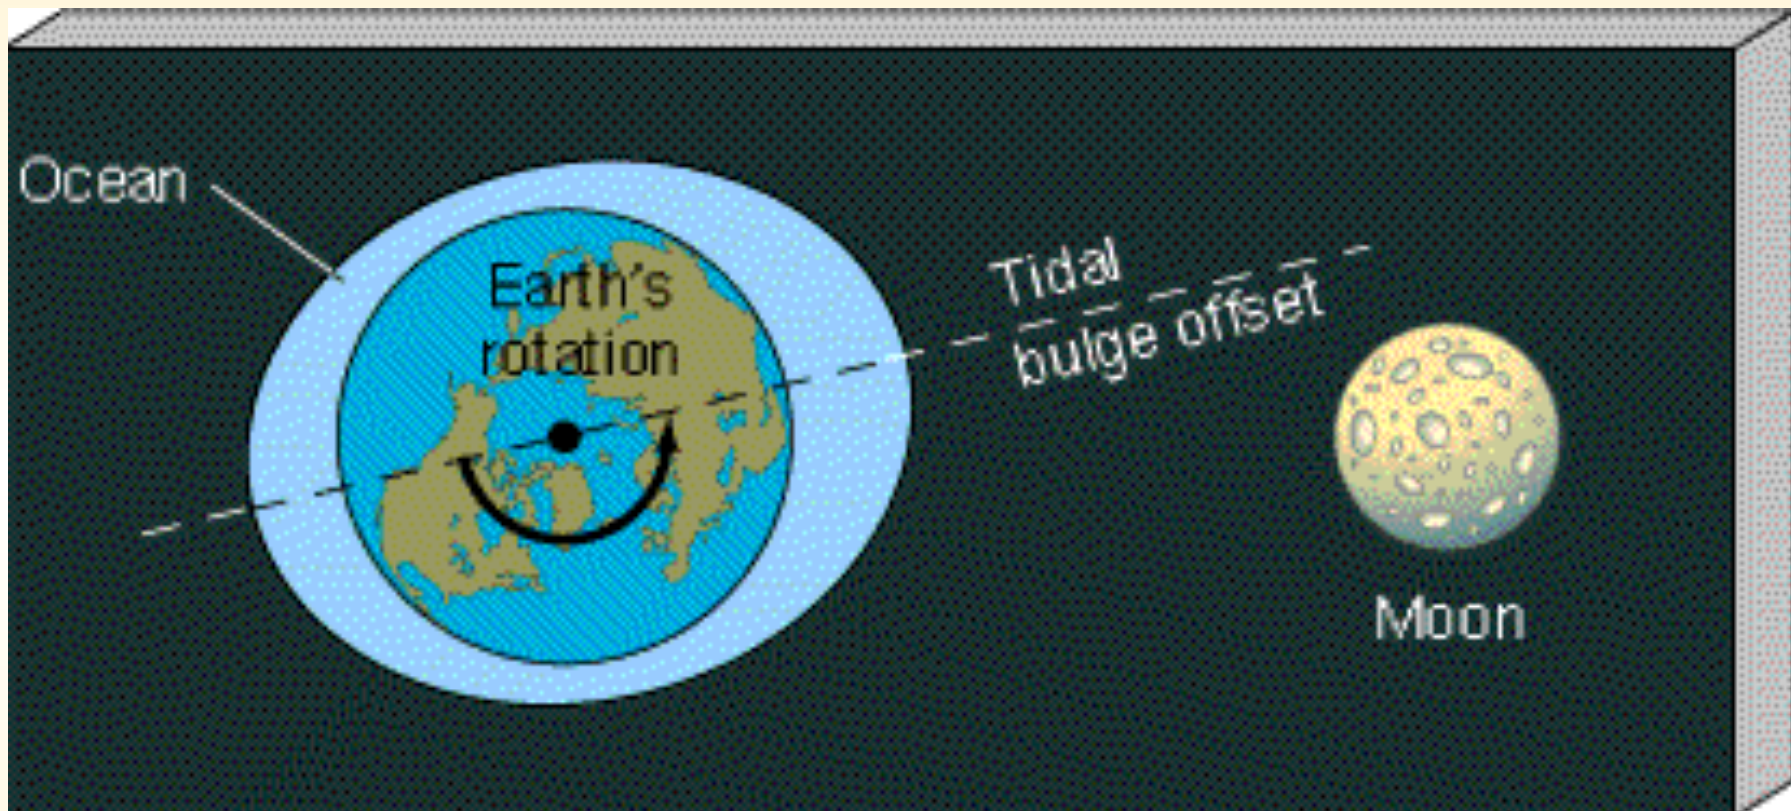 Ocean
Earth's
rotation
Tidal
bulge offset
Moon